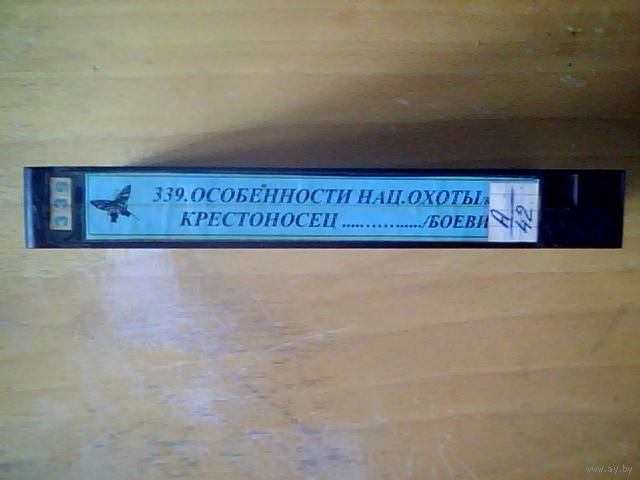 339
339.ОСОБЕННОСТИ НАЦ.ОХОТЫ/
КРЕСТОНОСЕЦ ................/БОЕВИ
А
42
www.ay.by